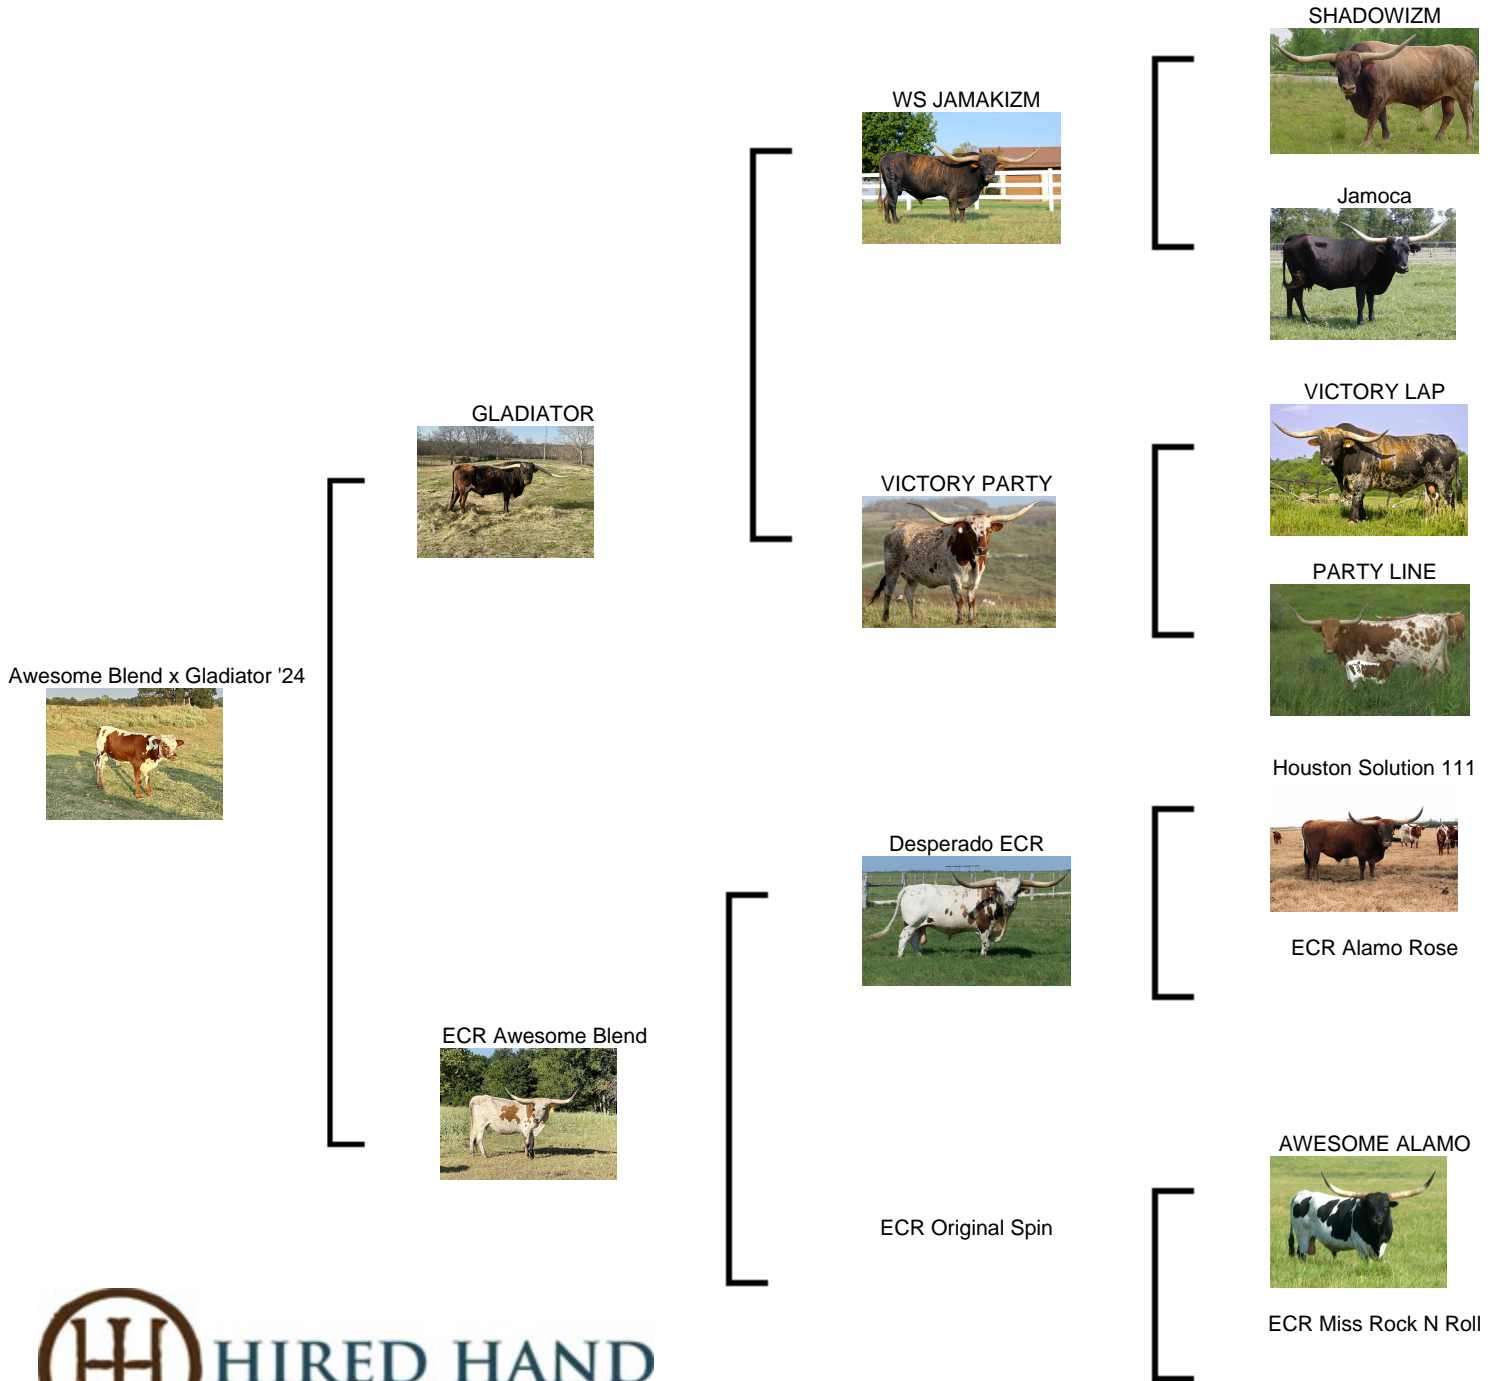 SHADOWIZM
WS JAMAKIZM
Jamoca
VICTORY LAP
GLADIATOR
VICTORY PARTY
PARTY LINE
Awesome Blend x Gladiator '24
Houston Solution 111
Desperado ECR
ECR Alamo Rose
ECR Awesome Blend
AWESOME ALAMO
ECR Original Spin
ECR Miss Rock N Roll
HIRED HAND